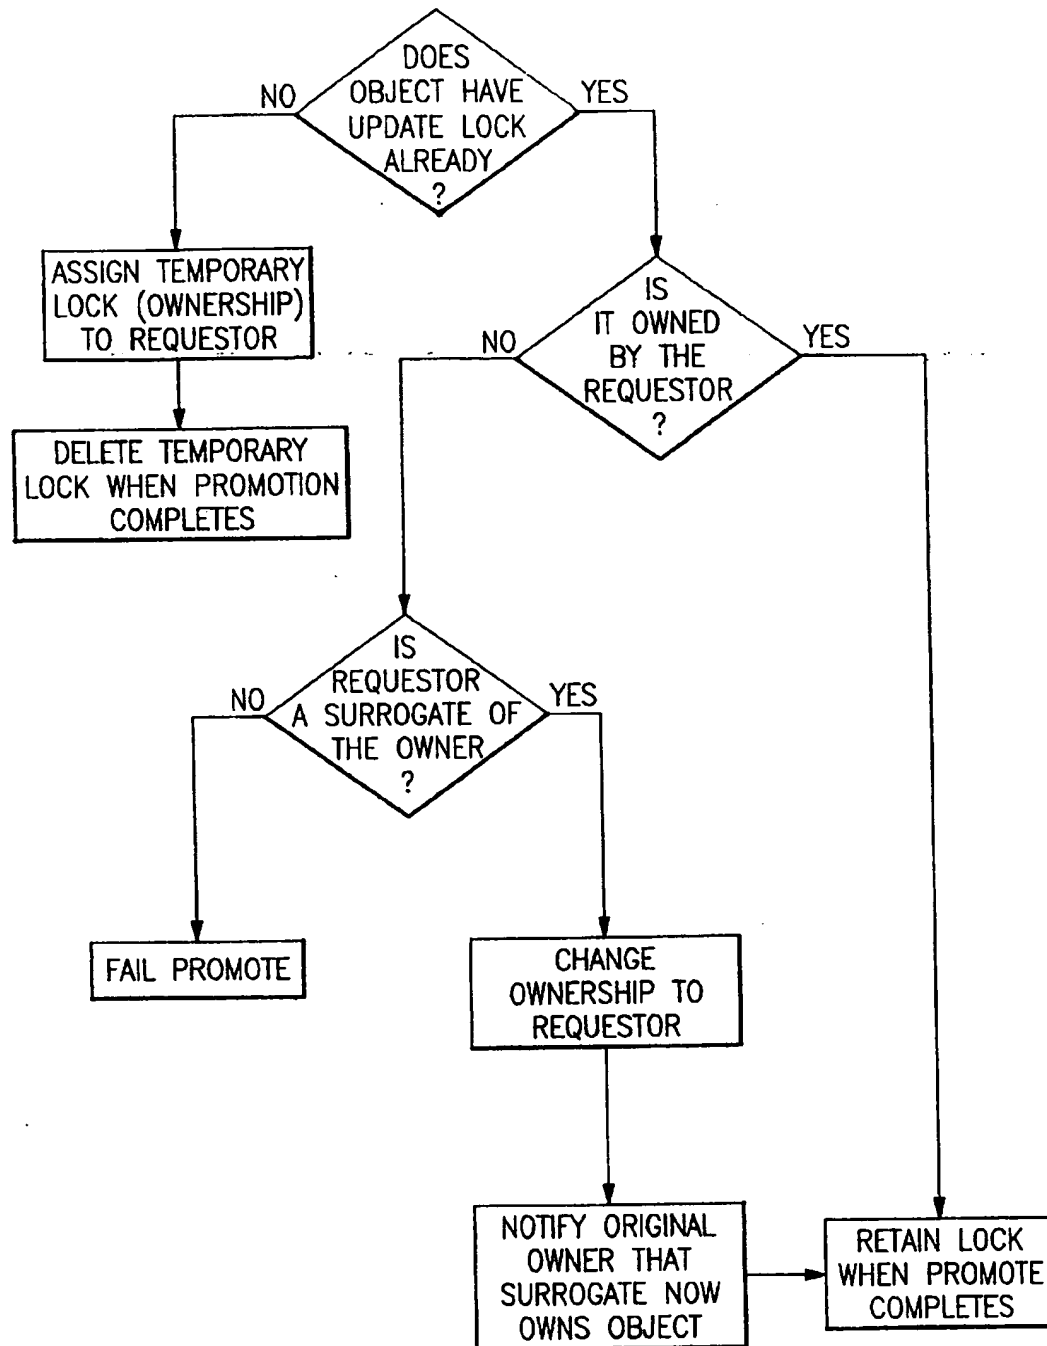 DOES
OBJECT HAVE
UPDATE LOCK
ALREADY
?
NO
YES
ASSIGN TEMPORARY
LOCK (OWNERSHIP)
TO REQUESTOR
DELETE TEMPORARY
LOCK WHEN PROMOTION
COMPLETES
IS
IT OWNED
BY THE
REQUESTOR
?
NO
YES
IS
REQUESTOR
A SURROGATE OF
THE OWNER
?
NO
YES
FAIL PROMOTE
CHANGE
OWNERSHIP TO
REQUESTOR
NOTIFY ORIGINAL
OWNER THAT
SURROGATE NOW
OWNS OBJECT
RETAIN LOCK
WHEN PROMOTE
COMPLETES